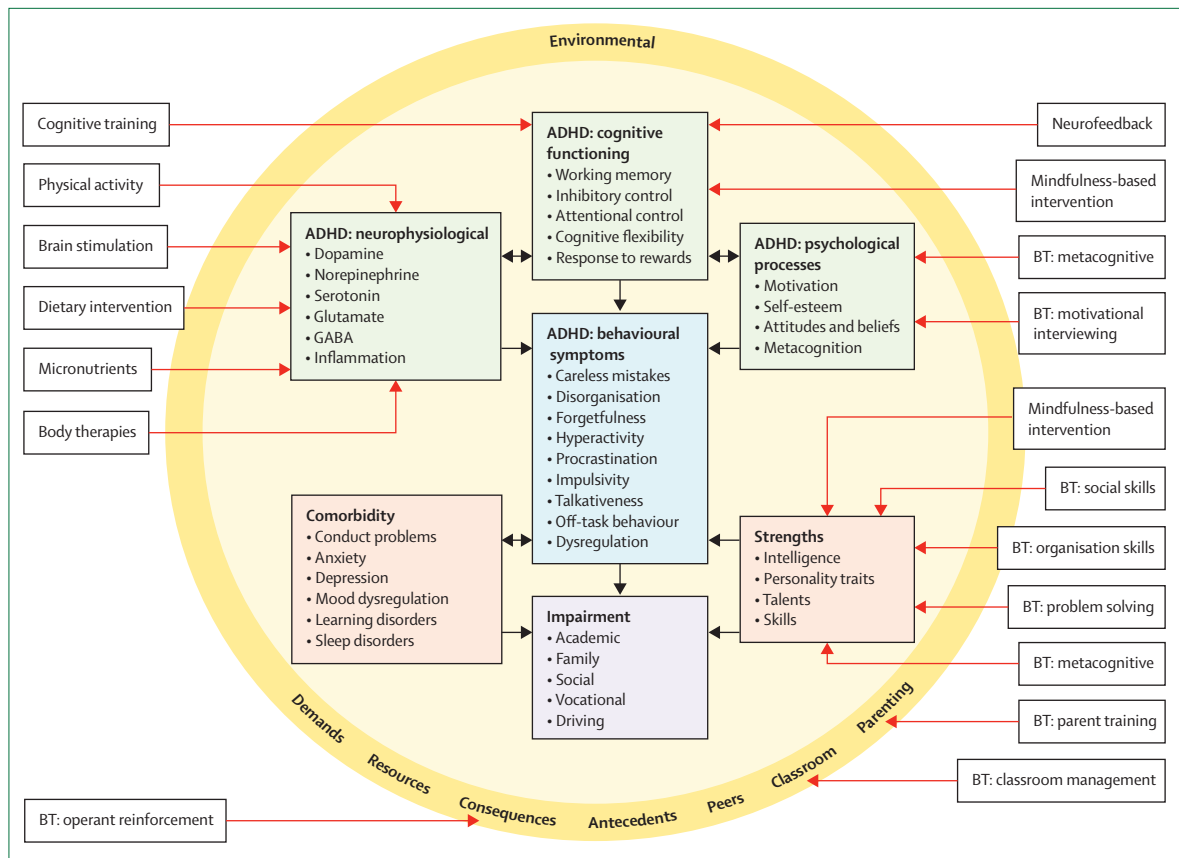 Environmental
Cognitive training
Physical activity
Brain stimulation
Dietary intervention
Micronutrients
Body therapies
ADHD: neurophysiological
• Dopamine
• Norepinephrine
• Serotonin
• Glutamate
• GABA
• Inflammation
ADHD: cognitive
functioning
• Working memory
• Inhibitory control
• Attentional control
• Cognitive flexibility
• Response to rewards
ADHD: psychological
processes
• Motivation
• Self-esteem
• Attitudes and beliefs
• Metacognition
Neurofeedback
Mindfulness-based
intervention
BT: metacognitive
BT: motivational
interviewing
ADHD: behavioural
symptoms
• Careless mistakes
• Disorganisation
• Forgetfulness
• Hyperactivity
• Procrastination
• Impulsivity
• Talkativeness
• Off-task behaviour
• Dysregulation
Comorbidity
• Conduct problems
• Anxiety
• Depression
• Mood dysregulation
• Learning disorders
• Sleep disorders
Strengths
• Intelligence
• Personality traits
• Talents
• Skills
Impairment
• Academic
• Family
• Social
• Vocational
• Driving
Mindfulness-based
intervention
BT: social skills
BT: organisation skills
BT: problem solving
BT: metacognitive
BT: parent training
BT: classroom management
BT: operant reinforcement
Demands Resources Consequences Antecedents Peers Classroom Parenting